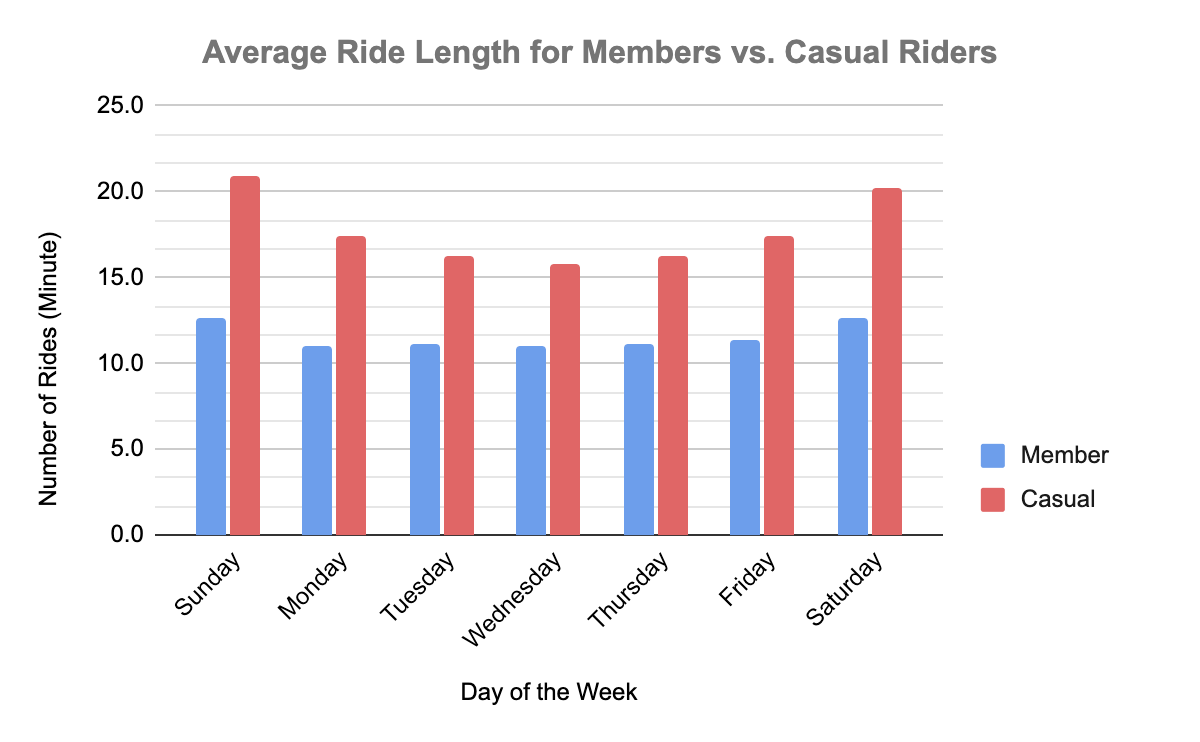 Average Ride Length for Members vs. Casual Riders
25.0
20.0
15.0
10.0
5.0
0.0
Number of Rides (Minute)
Sunday
Monday
Tuesday
Wednesday
Thursday
Friday
Saturday
Day of the Week
Member
Casual